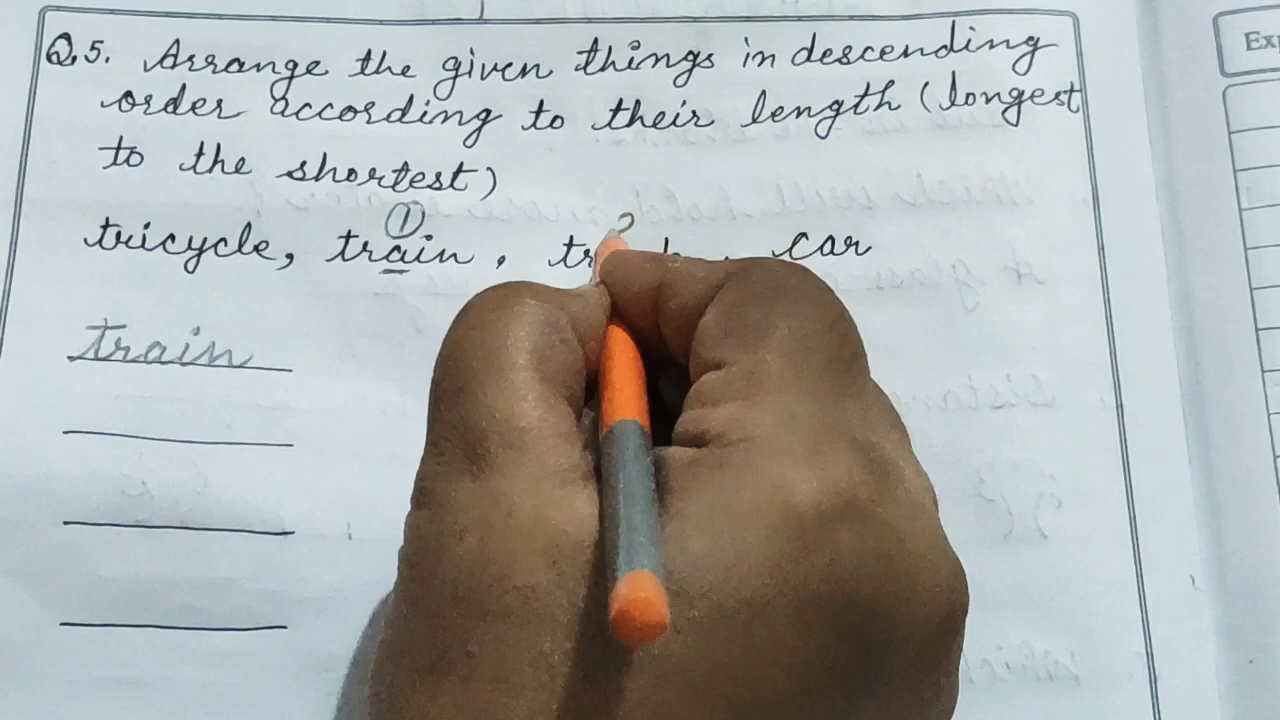 Q.5. Arrange the given things in descending
order according to their length (longest
to the shortest)
① 2
tricycle, train, car
train